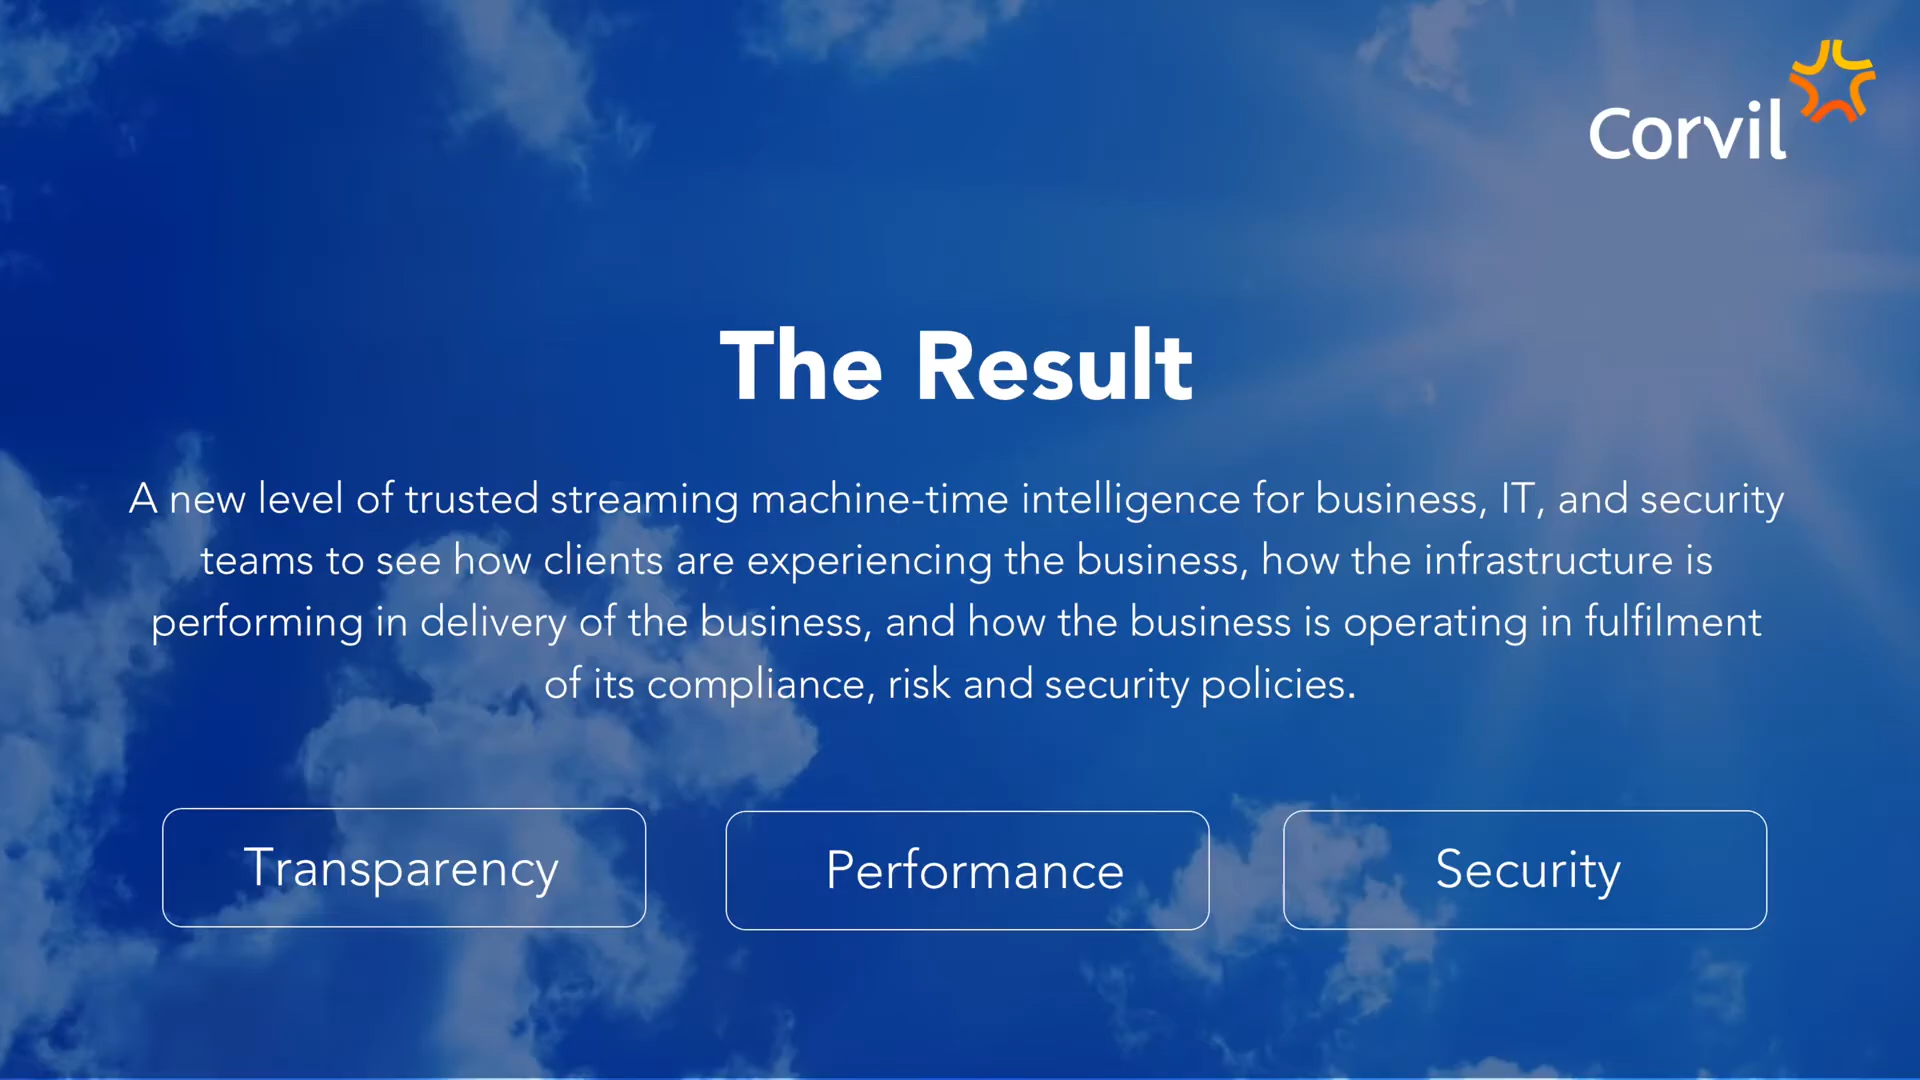 Corvil
The Result
A new level of trusted streaming machine-time intelligence for business, IT, and security
teams to see how clients are experiencing the business, how the infrastructure is
performing in delivery of the business, and how the business is operating in fulfilment
of its compliance, risk and security policies.
Transparency
Performance
Security